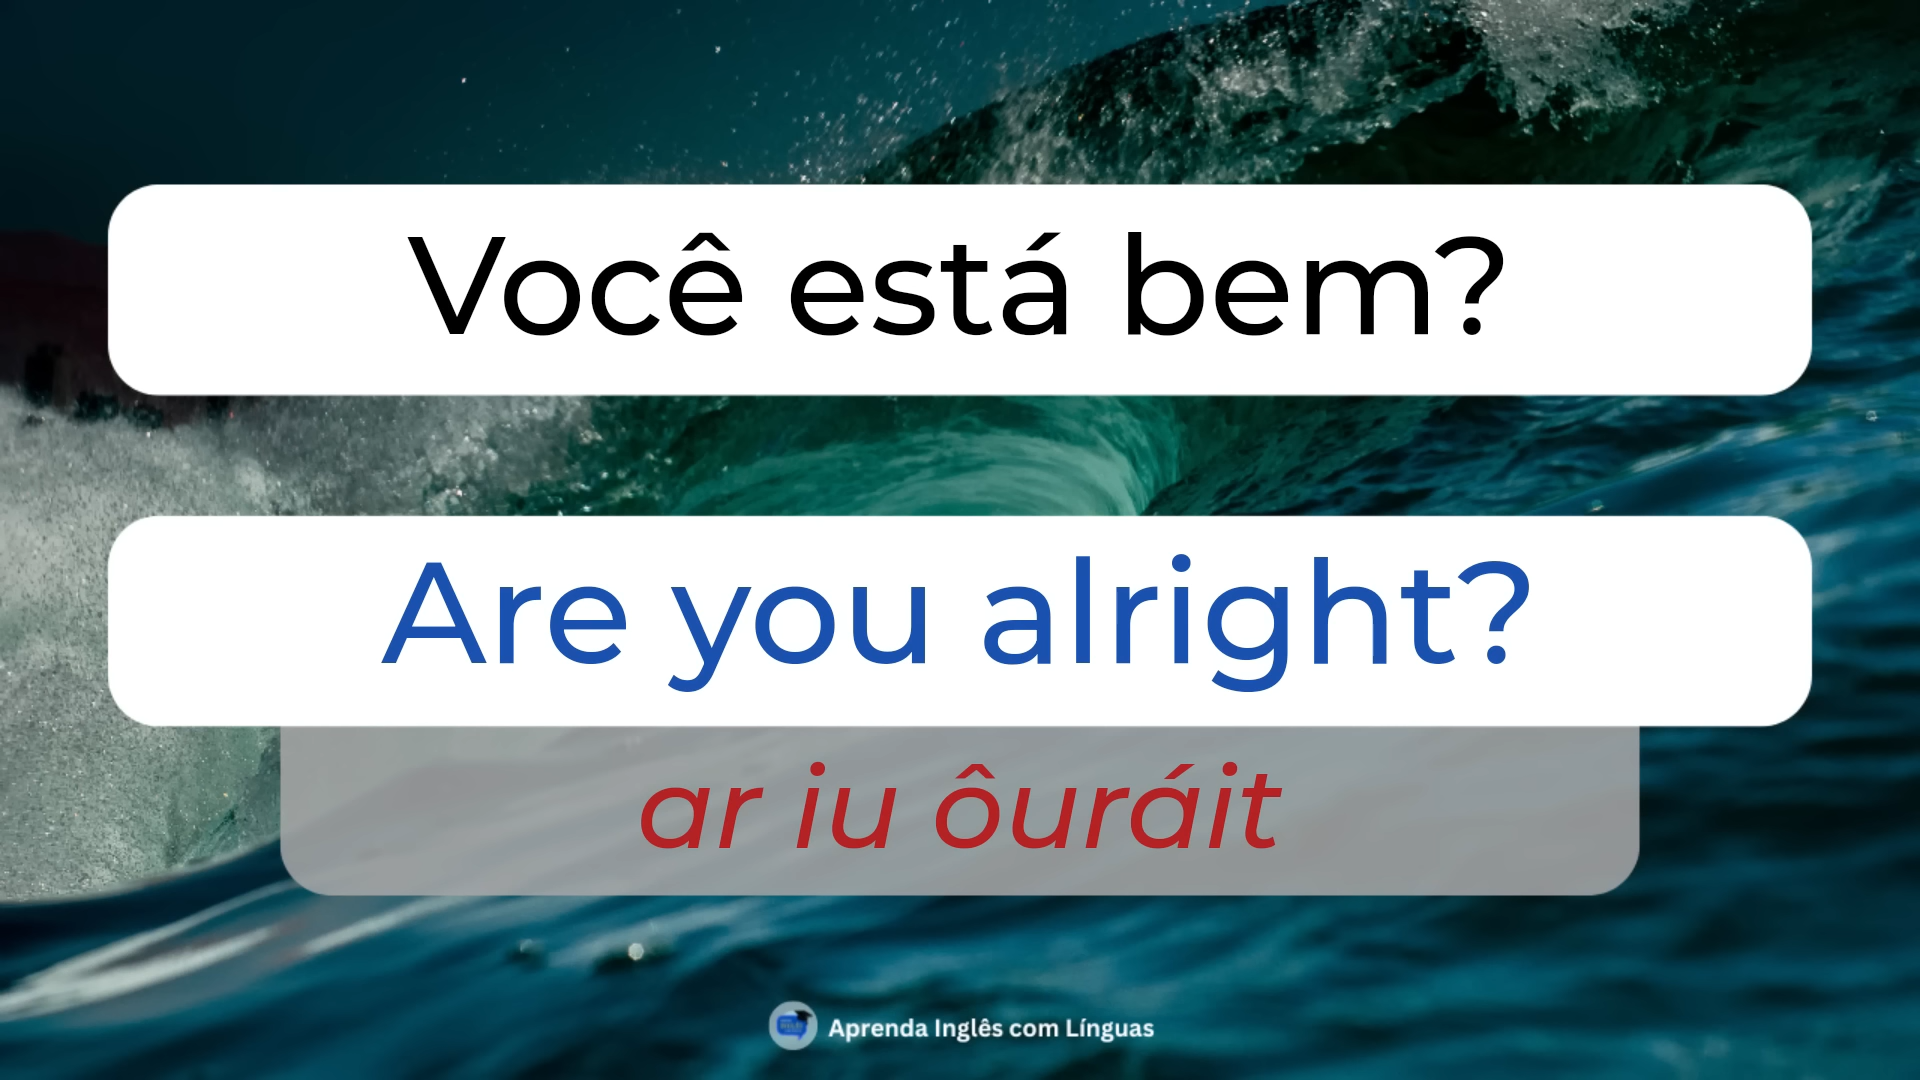 Você está bem?
Are you alright?
ar iu ôuráit
Aprenda Inglês com Línguas